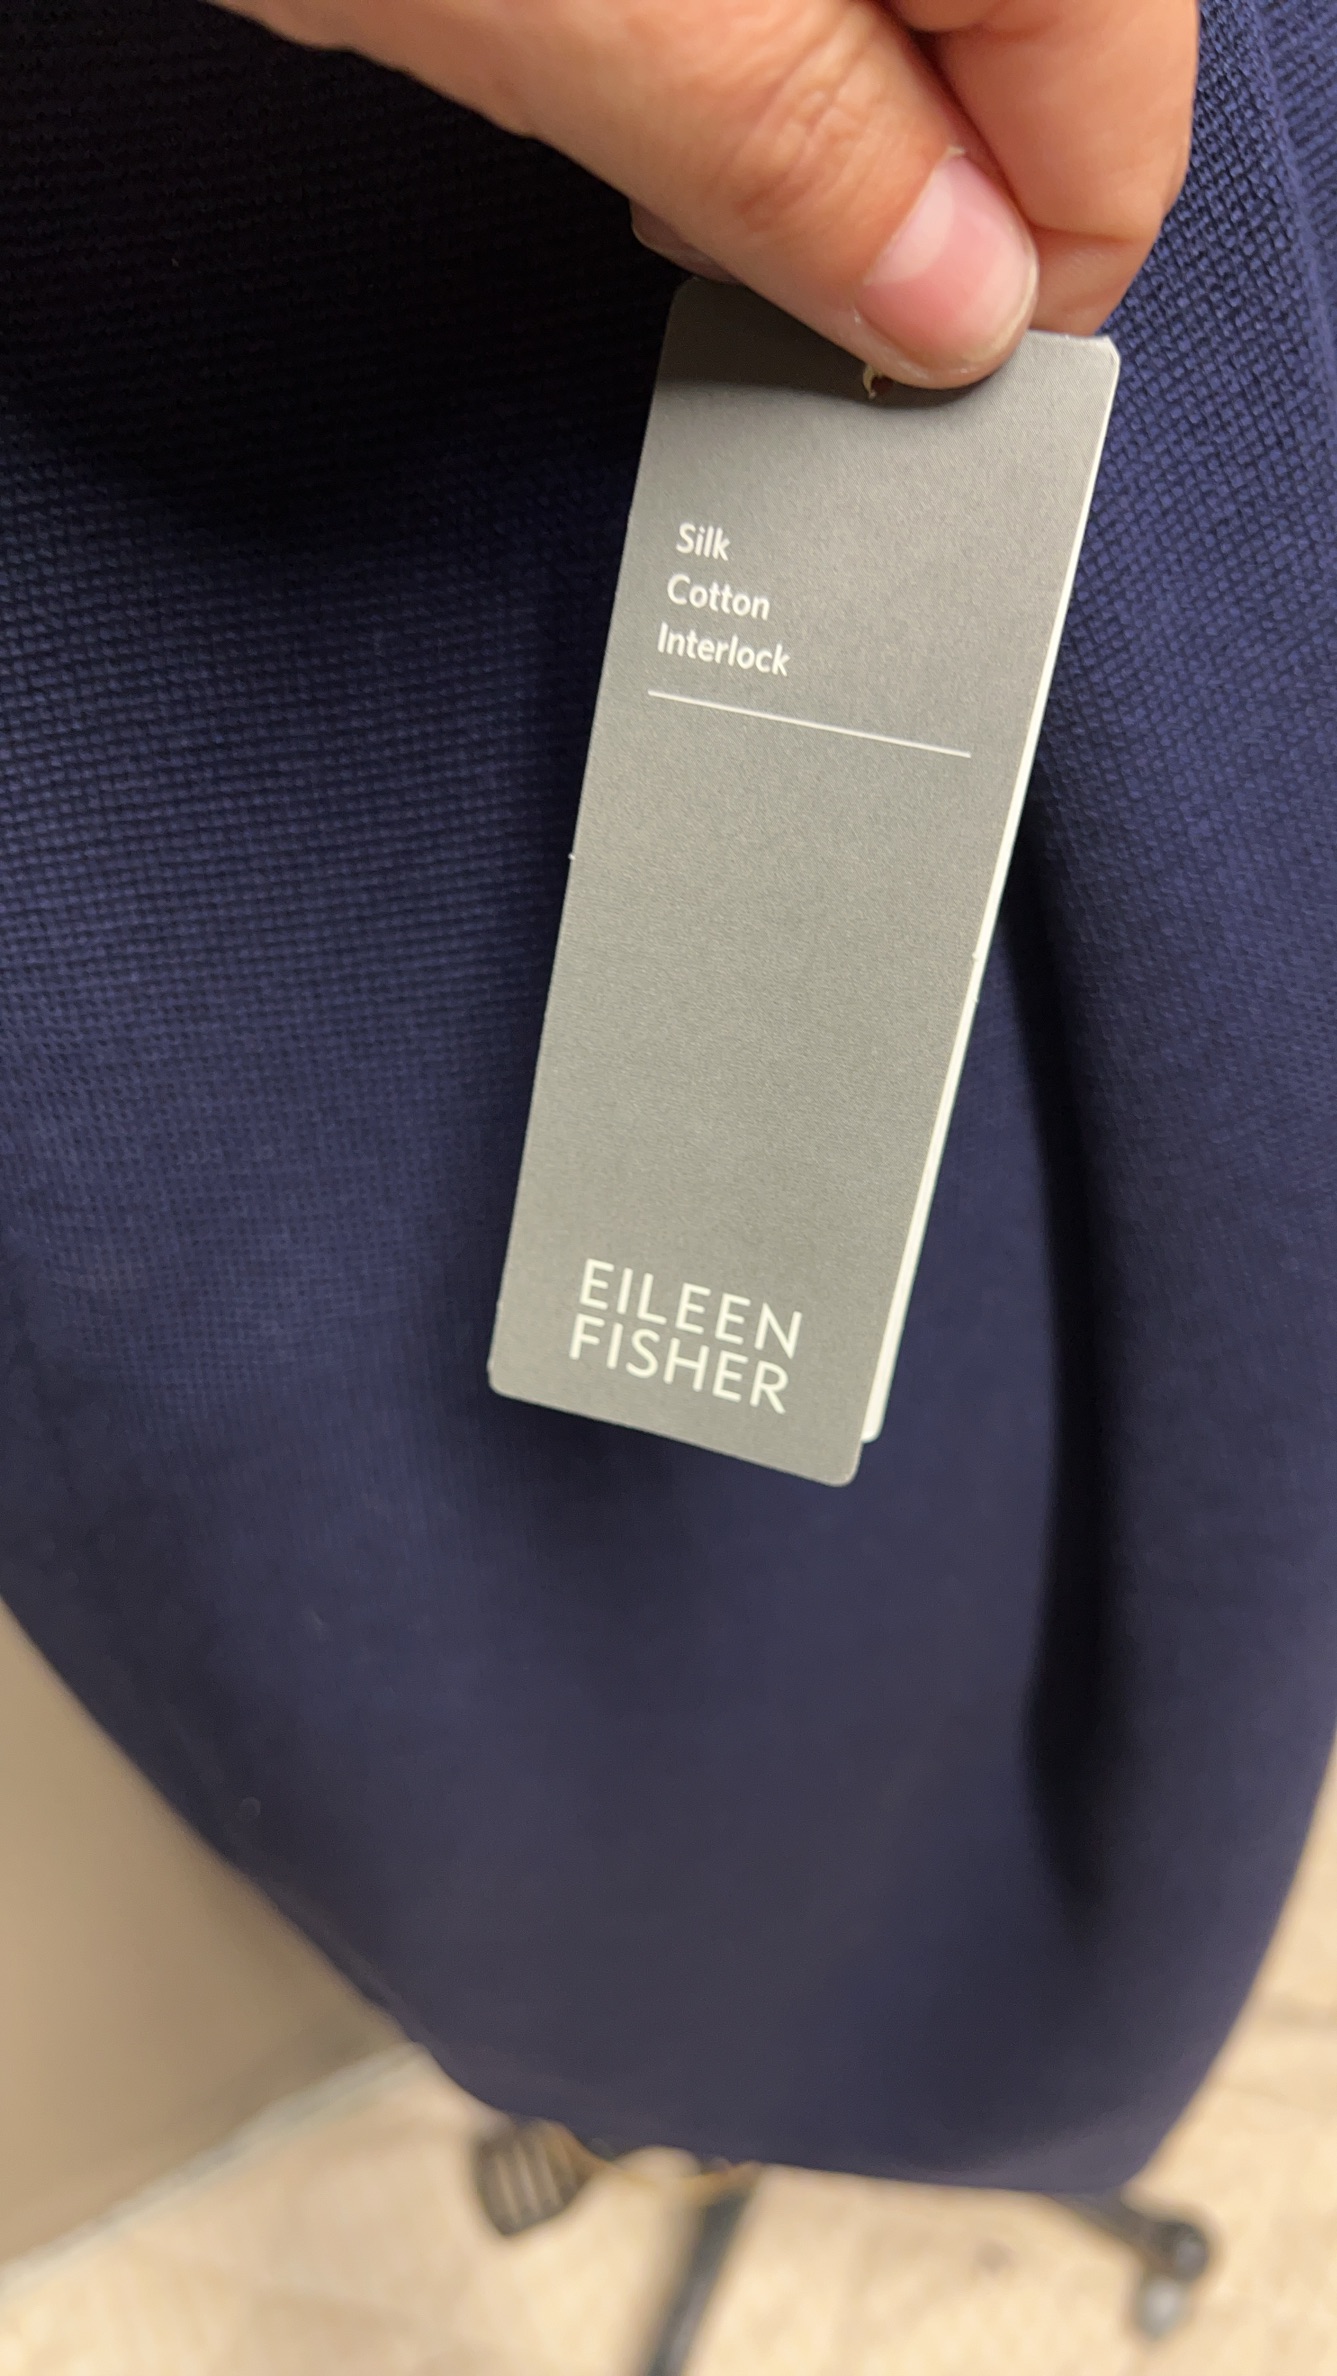 Silk
Cotton
Interlock
EILEEN
FISHER